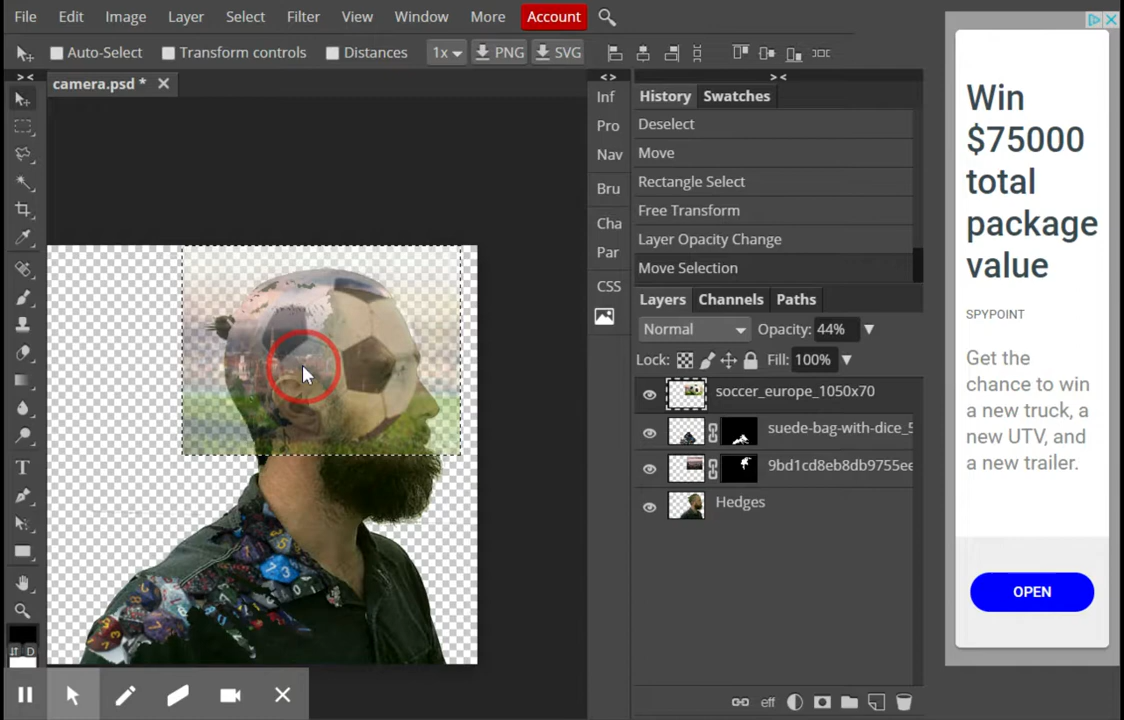 File Edit Image Layer Select Filter View Window More Account
Auto-Select Transform controls Distances 1x PNG SVG
camera.psd *
Inf
Pro
Nav
Bru
Cha
Par
CSS
History Swatches
Deselect
Move
Rectangle Select
Free Transform
Layer Opacity Change
Move Selection
Layers Channels Paths
Normal Opacity: 44%
Lock: Fill: 100%
soccer_europe_1050x70
suede-bag-with-dice_5
9bd1cd8eb8db9755ee
Hedges
eff
T
D
Win
$75000
total
package
value
SPYPOINT
Get the
chance to win
a new truck, a
new UTV, and
a new trailer.
OPEN